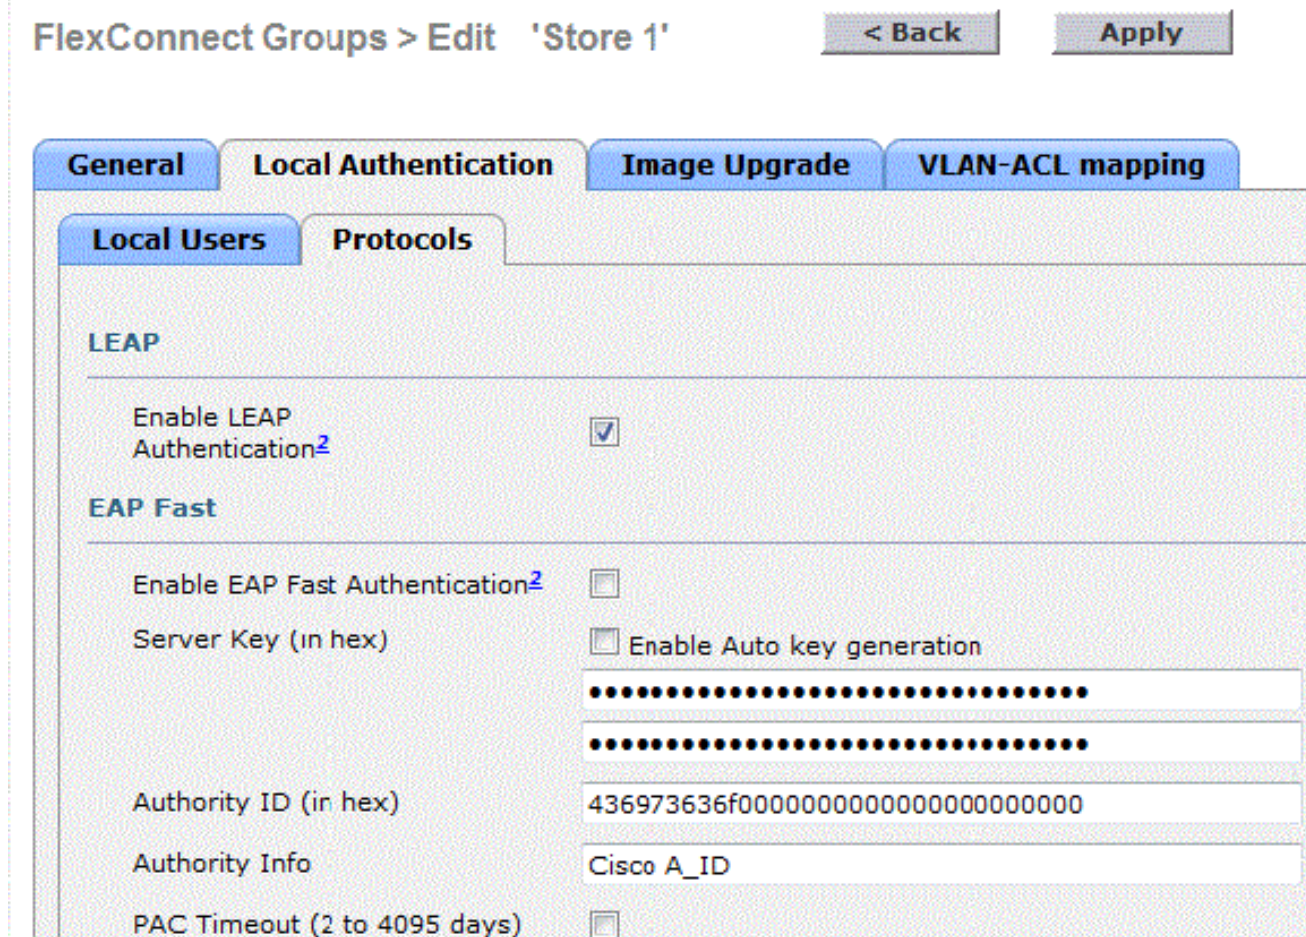 FlexConnect Groups > Edit 'Store 1'
< Back
Apply
General
Local Authentication
Image Upgrade
VLAN-ACL mapping
Local Users
Protocols
LEAP
Enable LEAP
Authentication2
EAP Fast
Enable EAP Fast Authentication2
Server Key (in hex)
Enable Auto key generation
••••••••••••••••••••••••••••••••
••••••••••••••••••••••••••••••••
Authority ID (in hex)
436973636f0000000000000000000000
Authority Info
Cisco A_ID
PAC Timeout (2 to 4095 days)